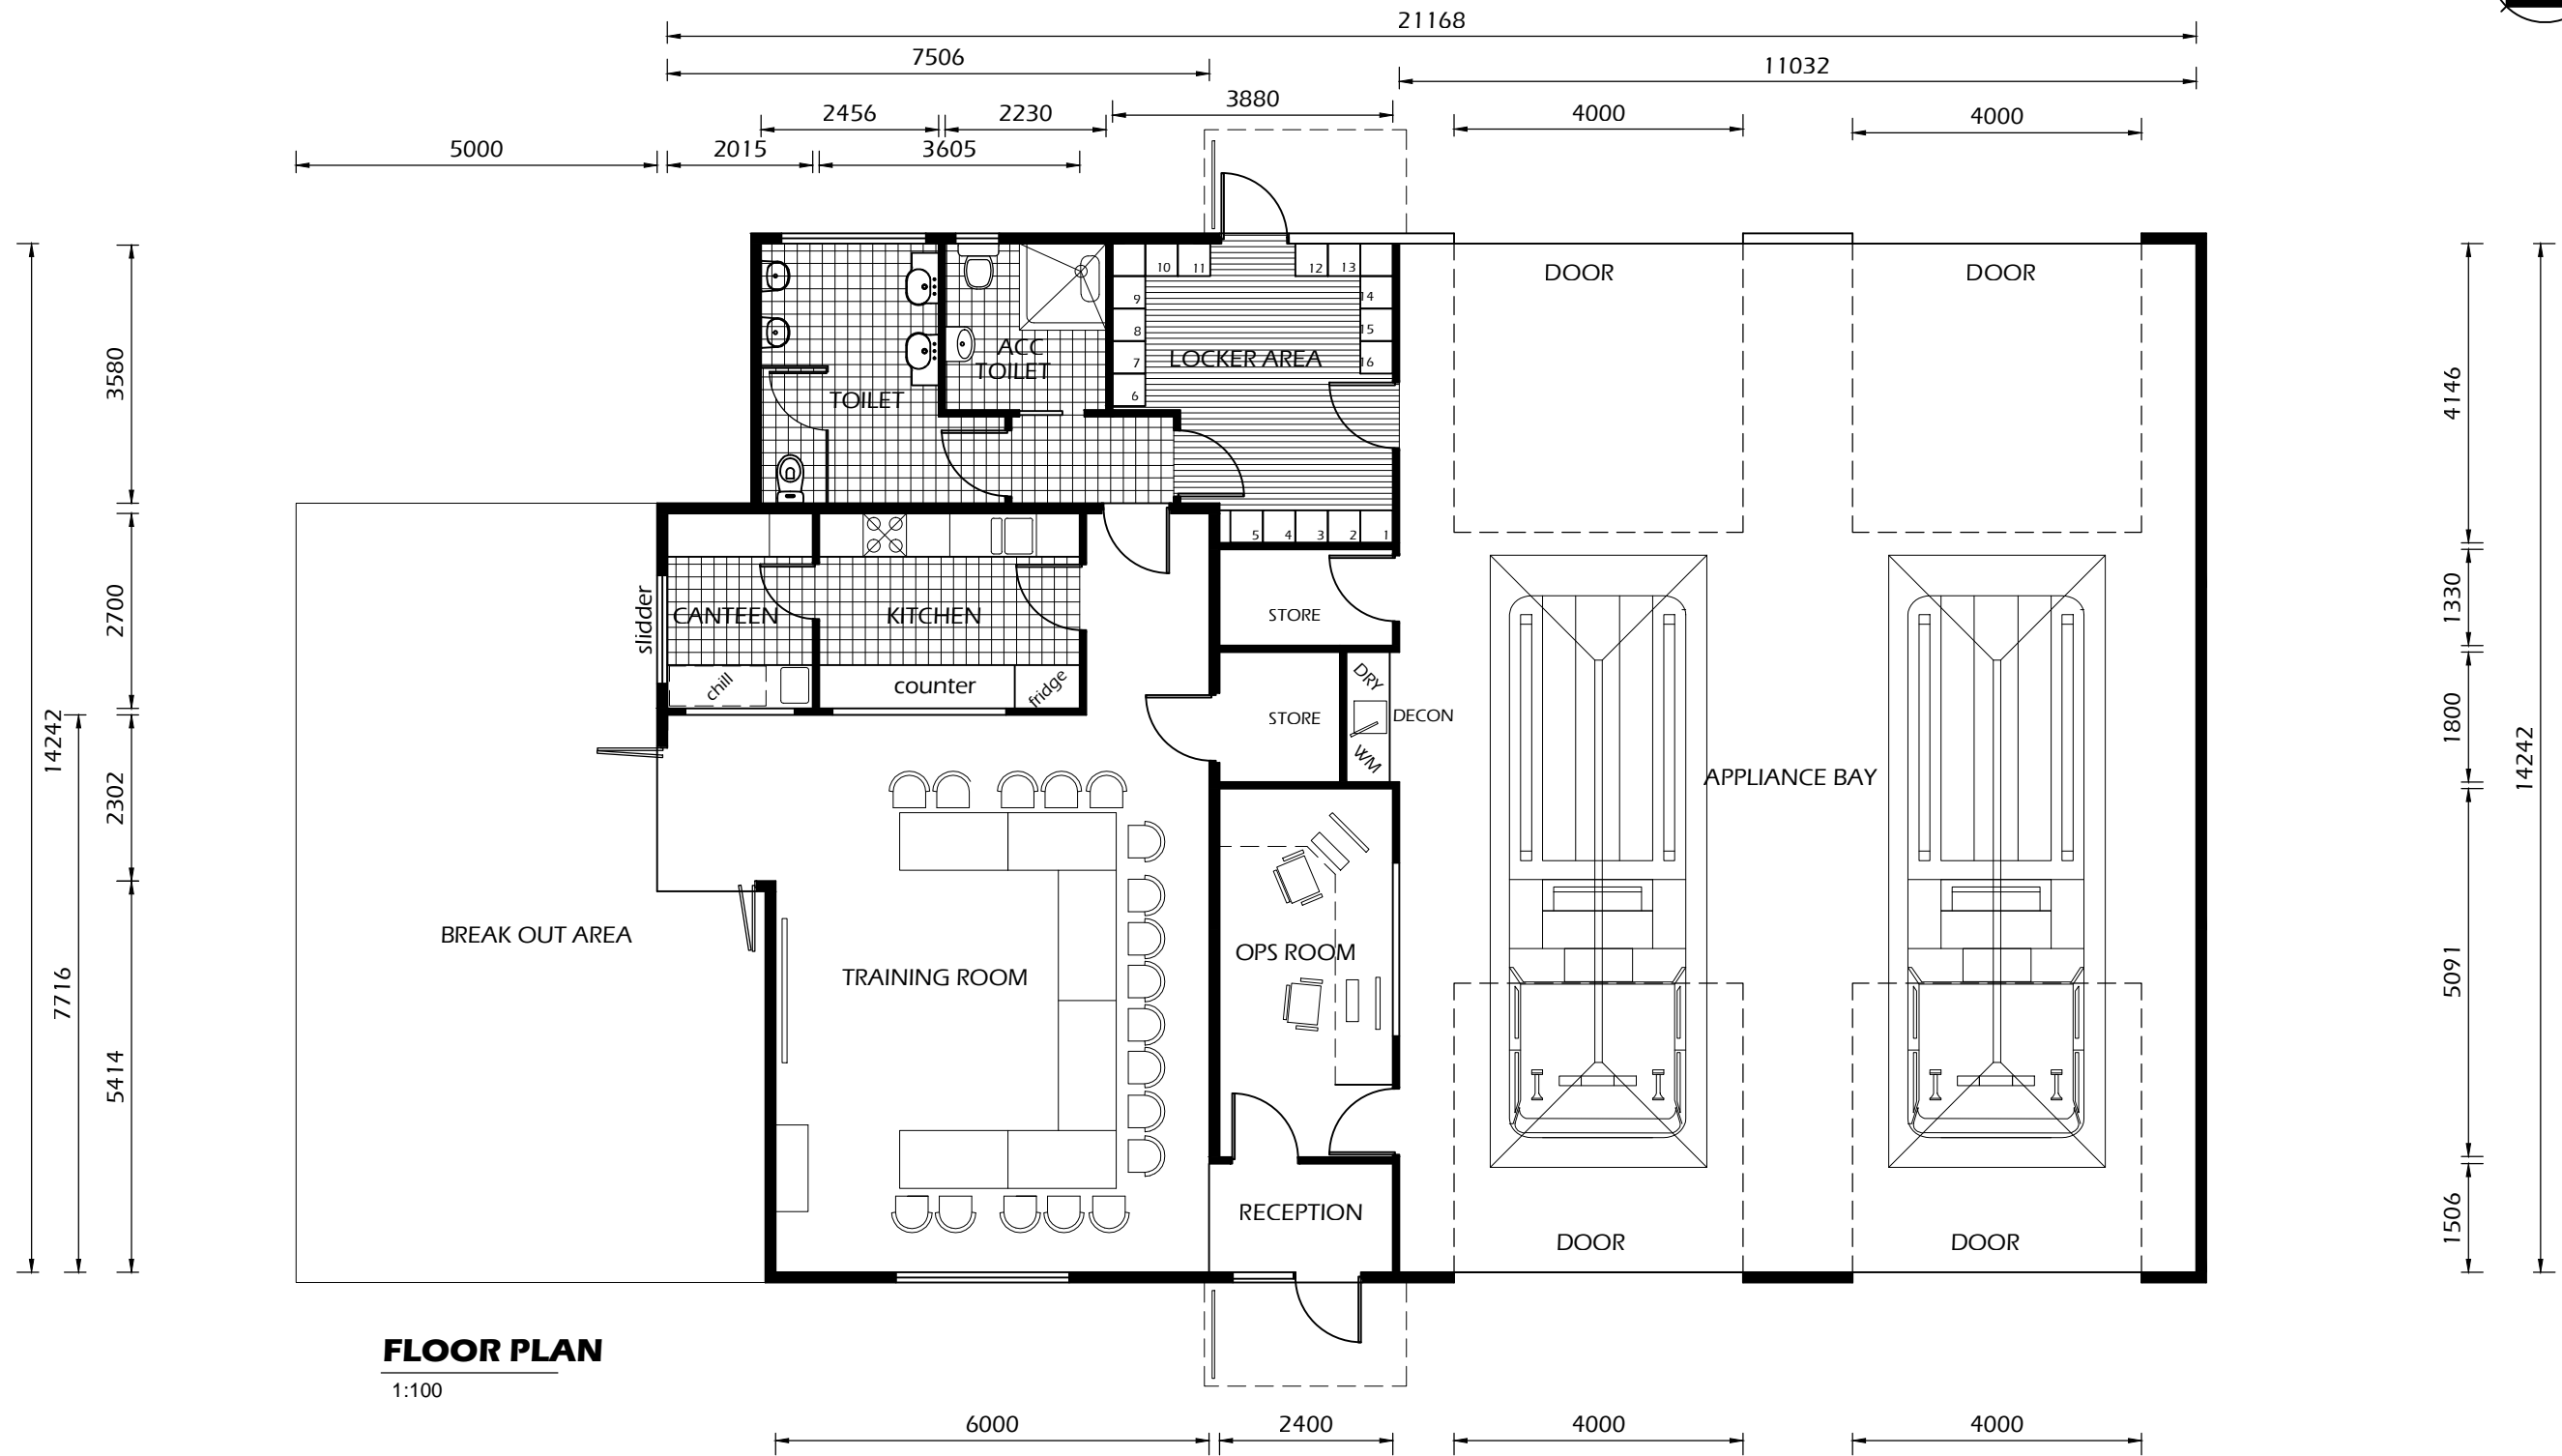 21168
7506
11032
3880
2456
2230
4000
4000
5000
2015
3605
DOOR
DOOR
10
11
12
13
9
8
7
6
14
15
16
LOCKER AREA
ACC
TOILET
TOILET
3580
4146
5
4
3
2
1
2700
slidder
CANTEEN
KITCHEN
STORE
1330
chill
counter
fridge
STORE
DRY
DECON
WM
1800
14242
14242
2302
APPLIANCE BAY
BREAK OUT AREA
TRAINING ROOM
OPS ROOM
7716
5414
5091
RECEPTION
1506
DOOR
DOOR
FLOOR PLAN
1:100
6000
2400
4000
4000